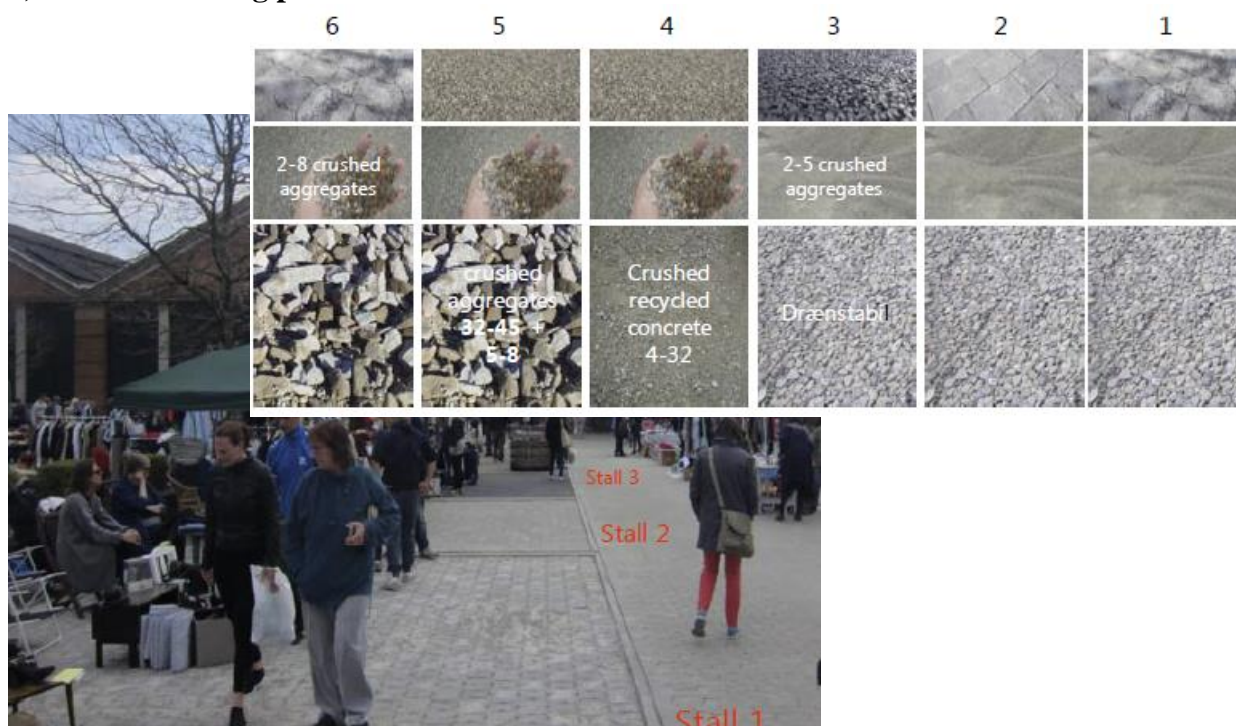 6 5 4 3 2 1
2-8 crushed
aggregates
2-5 crushed
aggregates
crushed
aggregates
32-45 +
5-8
Crushed
recycled
concrete
4-32
Drænstabil
Stall 3
Stall 2
Stall 1